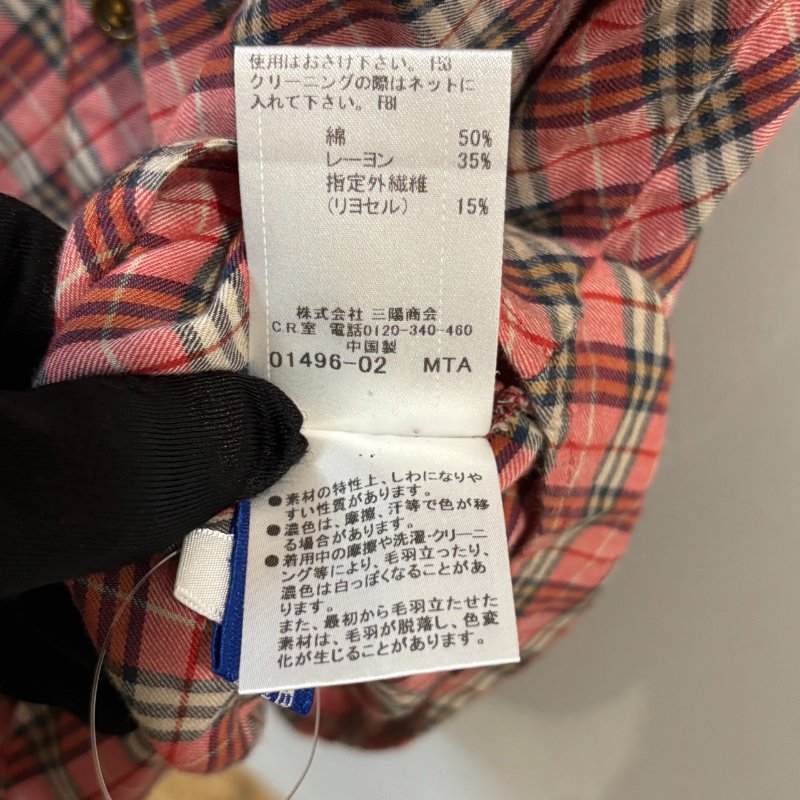 使用はおさけ下さい。F53
クリーニングの際はネットに
入れて下さい。F81
綿 50%
レーヨン 35%
指定外繊維
(リヨセル) 15%
株式会社 三陽商会
C.R.室 電話0120-340-460
中国製
01496-02 MTA
●素材の特性上、しわになりや
すい性質があります。
●濃色は、摩擦、汗等で色が移
る場合があります。
●着用中の摩擦や洗濯・クリーニ
ング等により、毛羽立ったり、
濃色は白っぽくなることがあ
ります。
また、最初から毛羽立たせた
素材は、毛羽が脱落し、色変
化が生じることがあります。